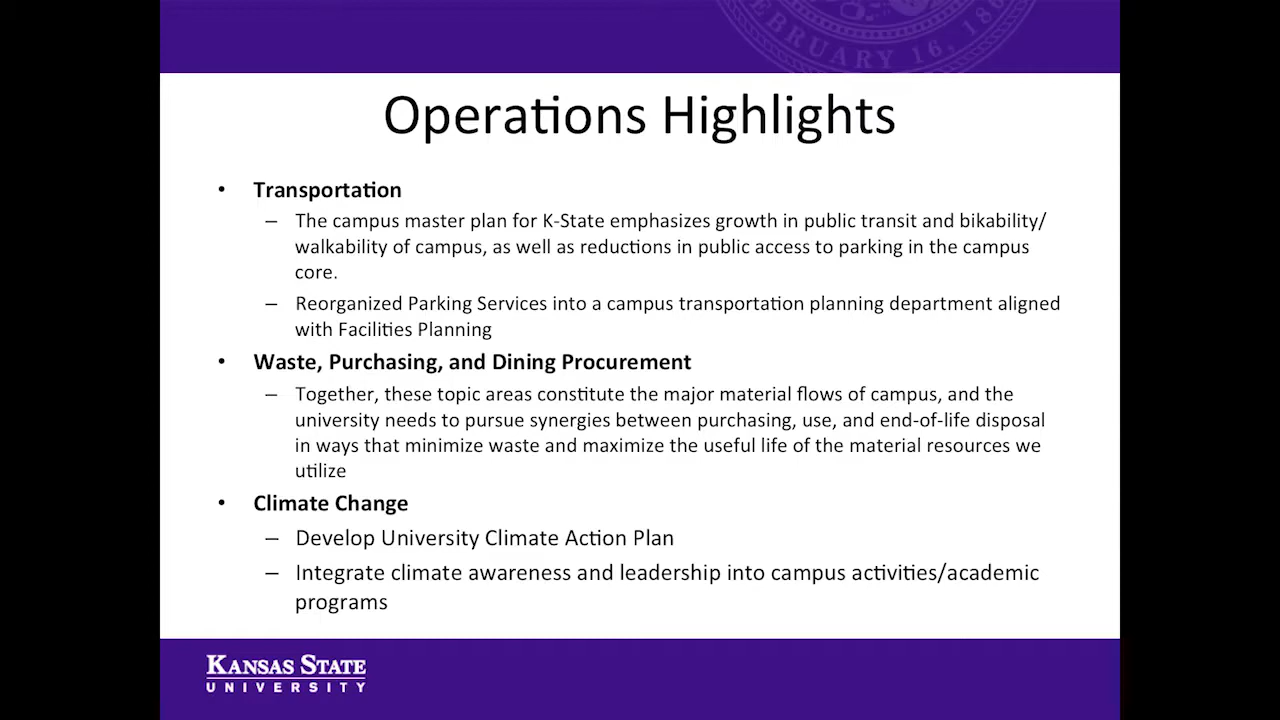 FEBRUARY 16, 186
Operations Highlights
• Transportation
– The campus master plan for K-State emphasizes growth in public transit and bikability/
walkability of campus, as well as reductions in public access to parking in the campus
core.
– Reorganized Parking Services into a campus transportation planning department aligned
with Facilities Planning
• Waste, Purchasing, and Dining Procurement
– Together, these topic areas constitute the major material flows of campus, and the
university needs to pursue synergies between purchasing, use, and end-of-life disposal
in ways that minimize waste and maximize the useful life of the material resources we
utilize
• Climate Change
– Develop University Climate Action Plan
– Integrate climate awareness and leadership into campus activities/academic
programs
KANSAS STATE
UNIVERSITY